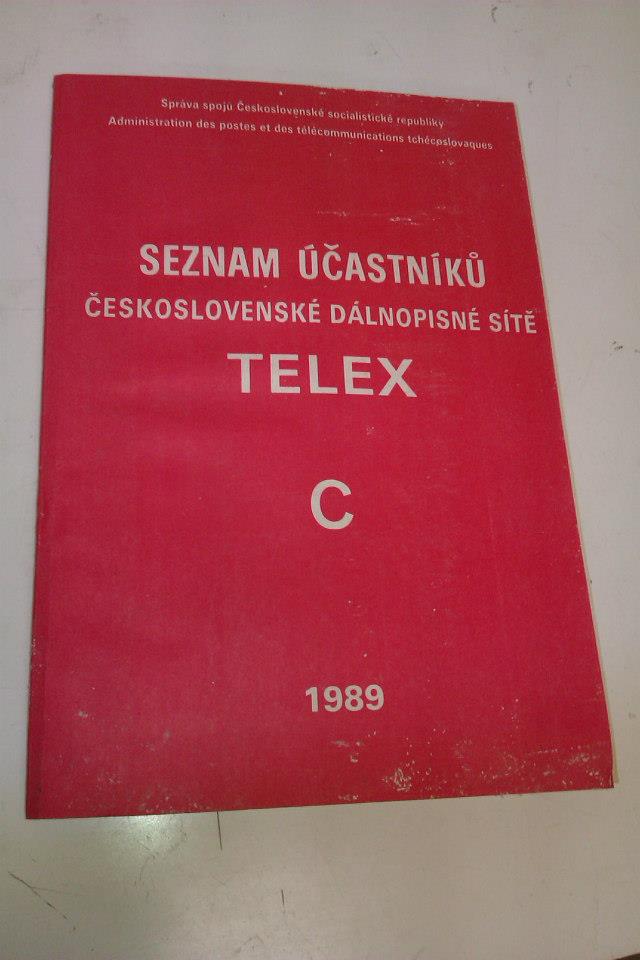 Správa spojů Československé socialistické republiky
Administration des postes et des télécommunications tchécoslovaques
SEZNAM ÚČASTNÍKŮ
ČESKOSLOVENSKÉ DÁLNOPISNÉ SÍTĚ
TELEX
C
1989